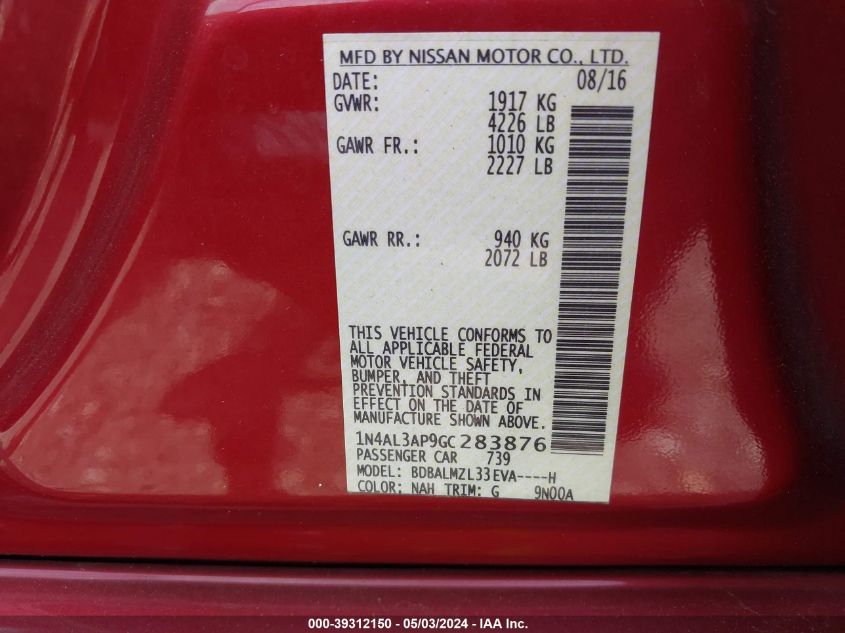 MFD BY NISSAN MOTOR CO., LTD.
DATE: 08/16
GVWR: 1917 KG
4226 LB
GAWR FR.: 1010 KG
2227 LB
GAWR RR.: 940 KG
2072 LB
THIS VEHICLE CONFORMS TO
ALL APPLICABLE FEDERAL
MOTOR VEHICLE SAFETY,
BUMPER, AND THEFT
PREVENTION STANDARDS IN
EFFECT ON THE DATE OF
MANUFACTURE SHOWN ABOVE.
1N4AL3AP9GC283876
PASSENGER CAR 739
MODEL: BDBALMZL33EVA----H
COLOR: NAH TRIM: G 9N00A
000-39312150 - 05/03/2024 - IAA Inc.